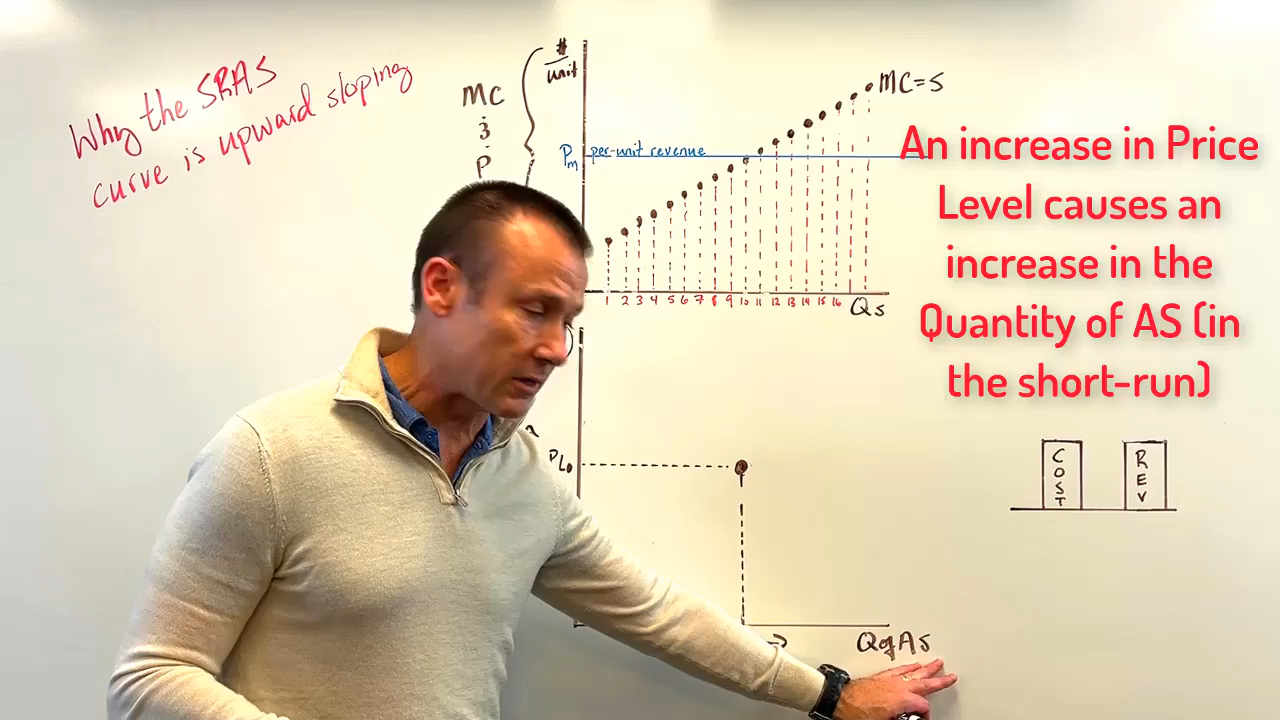 Why the SRAS
curve is upward sloping
MC
&
P
#
unit
MC=S
Pm per-unit revenue
1 2 3 4 5 6 7 8 9 10 11 12 13 14 15 16
Qs
An increase in Price
Level causes an
increase in the
Quantity of AS (in
the short-run)
PL₀
COST
REV
Q of AS